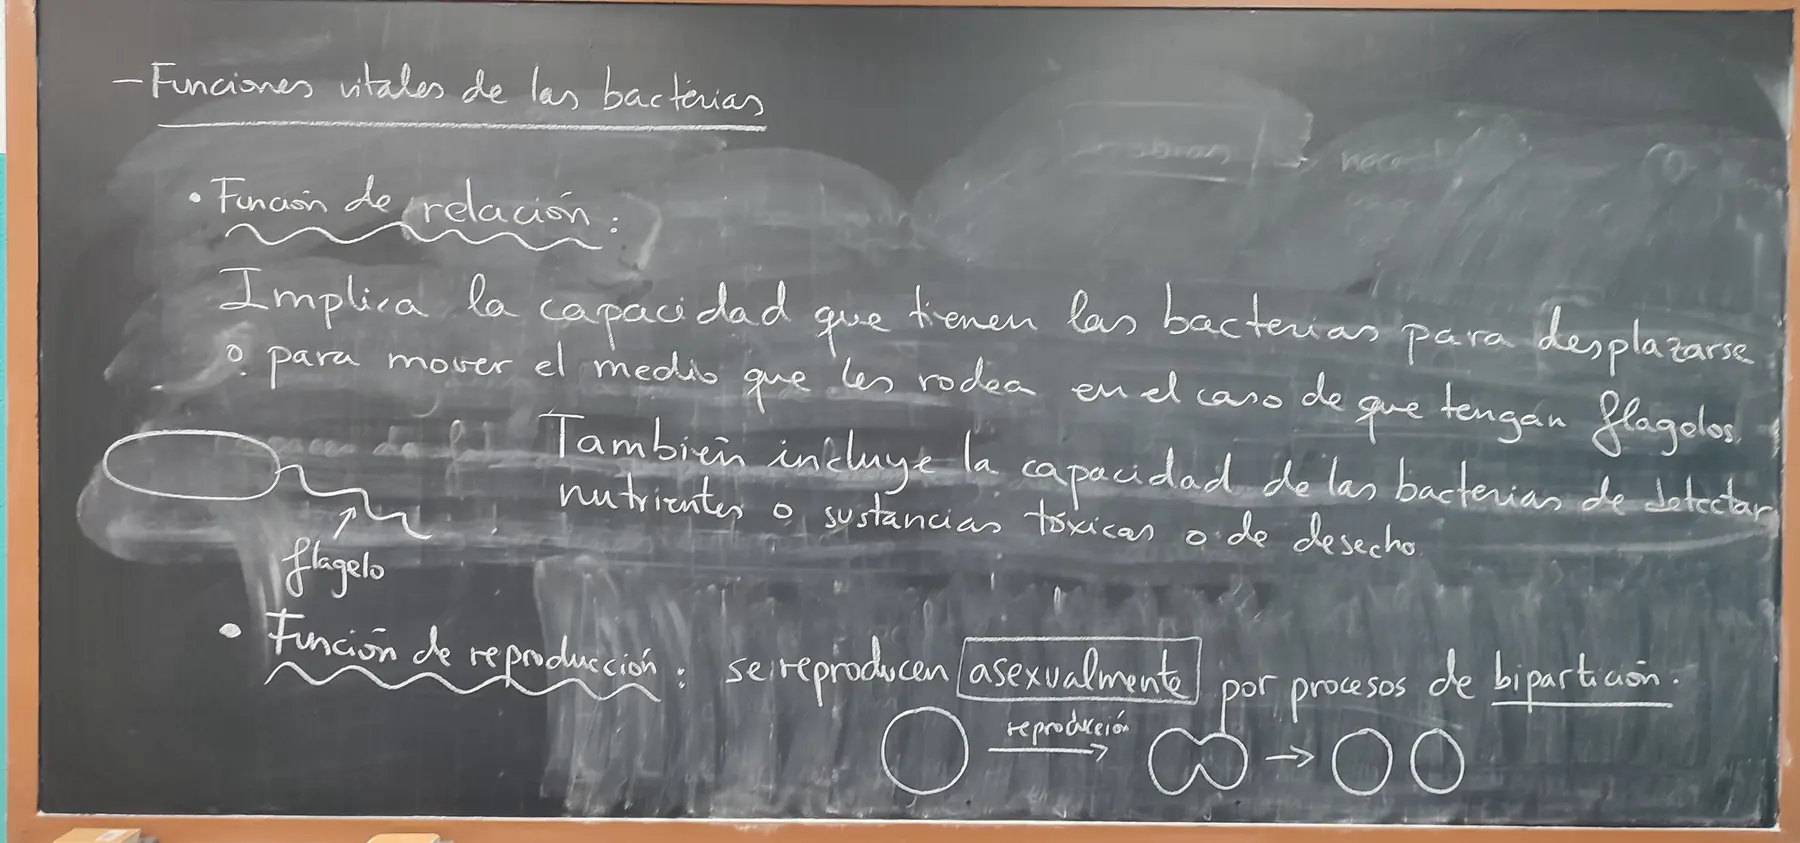 - Funciones vitales de las bacterias
• Función de relación:
Implica la capacidad que tienen las bacterias para desplazarse
o para mover el medio que les rodea en el caso de que tengan flagelos.
También incluye la capacidad de las bacterias de detectar
nutrientes o sustancias tóxicas o de desecho.
flagelo
• Función de reproducción: se reproducen asexualmente por procesos de bipartición.
reproducción